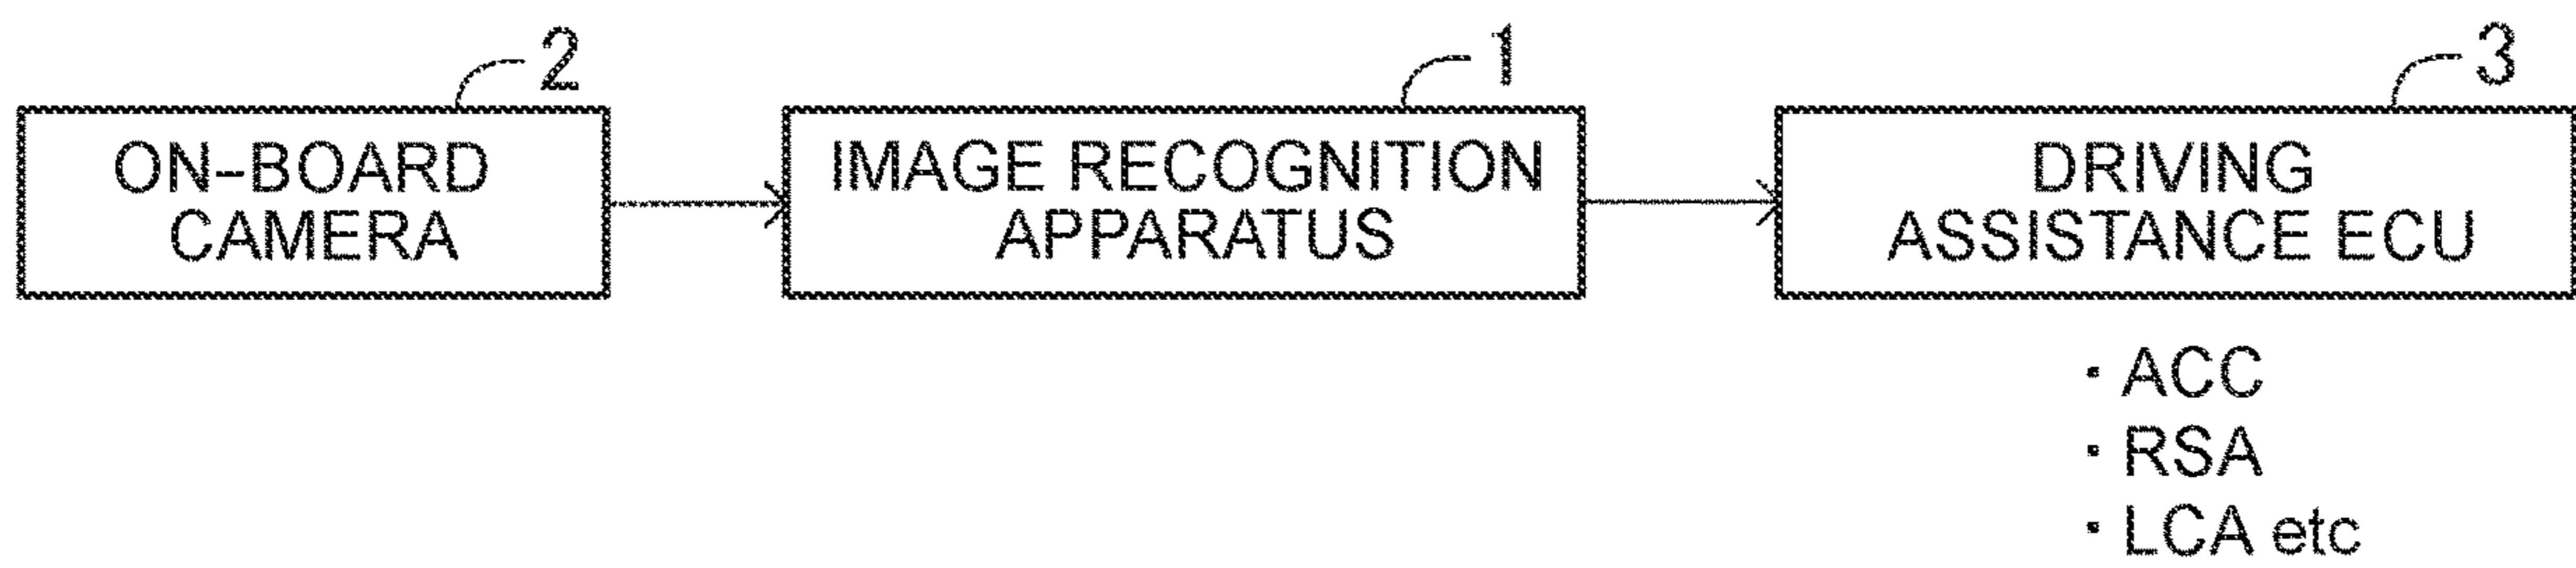 2
ON-BOARD
CAMERA
1
IMAGE RECOGNITION
APPARATUS
3
DRIVING
ASSISTANCE ECU
・ACC
・RSA
・LCA etc